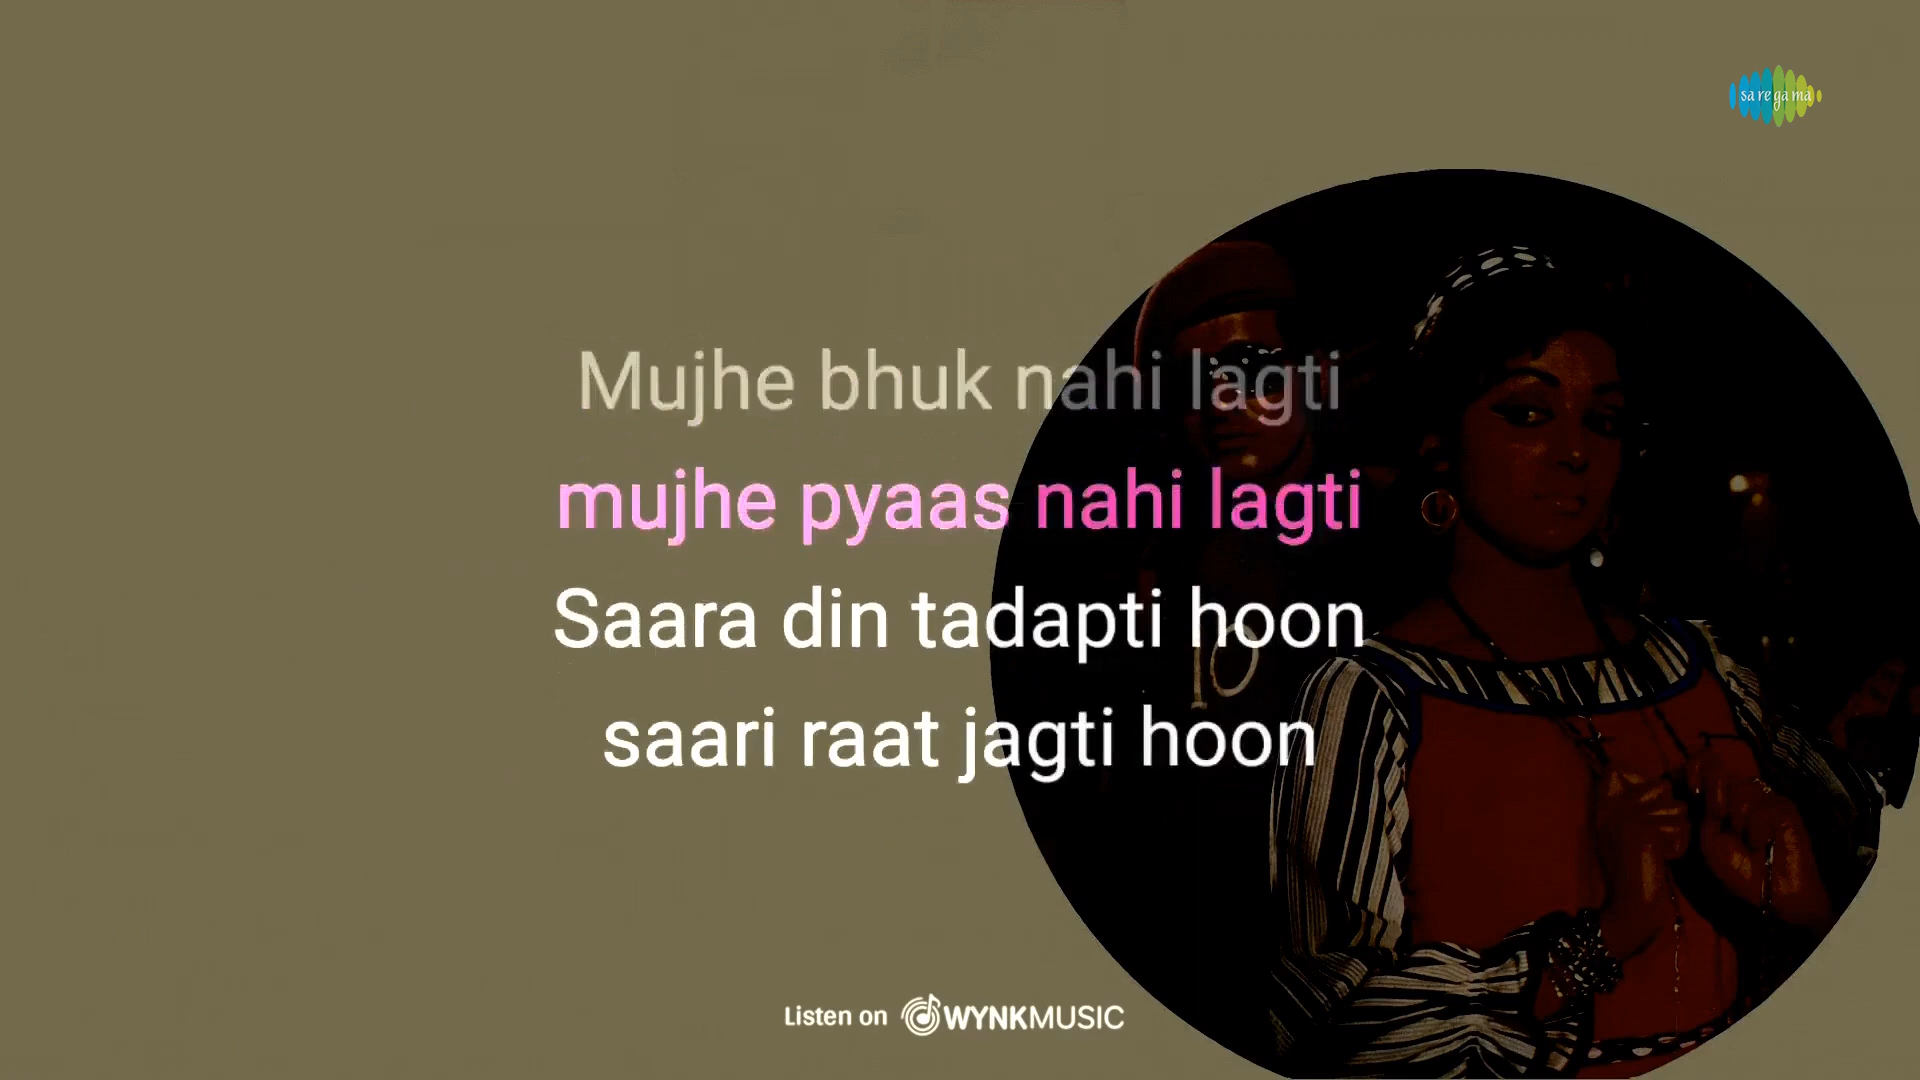 sa re ga ma
Mujhe bhuk nahi lagti
mujhe pyaas nahi lagti
Saara din tadapti hoon
saari raat jagti hoon
10
Listen on WYNKMUSIC